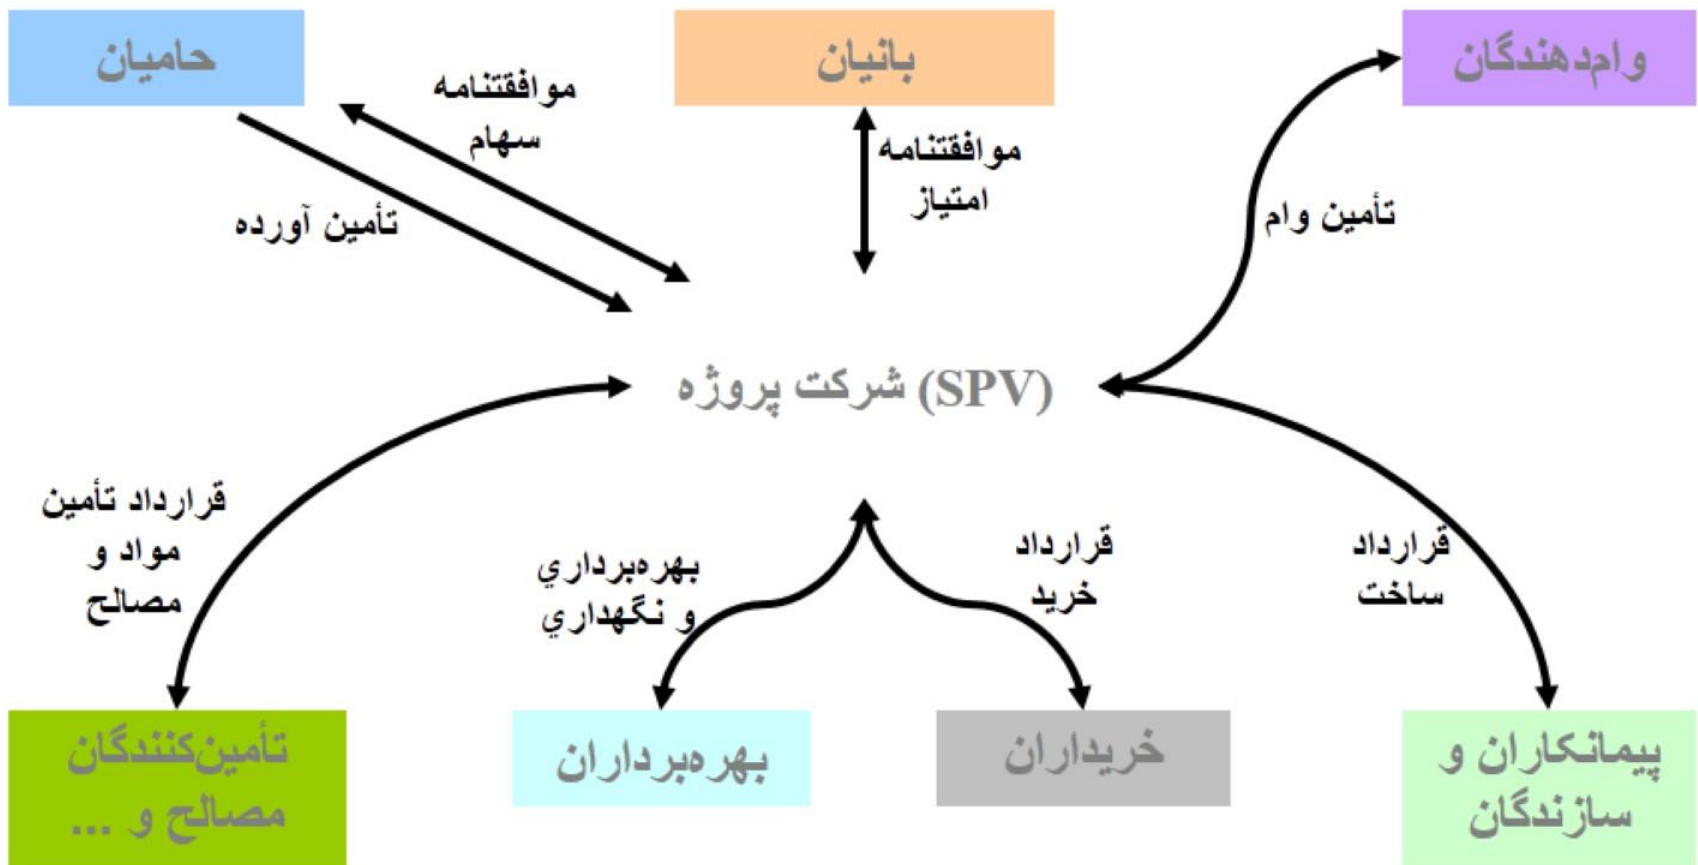 وام‌دهندگان
بانیان
حامیان
موافقتنامه
سهام
موافقتنامه
امتیاز
تأمین وام
تأمین آورده
(SPV) شرکت پروژه
قرارداد تأمین
مواد و
مصالح
بهره‌برداري
و نگهداري
قرارداد
خرید
قرارداد
ساخت
پیمانکاران و
سازندگان
خریداران
بهره‌برداران
تأمین‌کنندگان
مصالح و ...